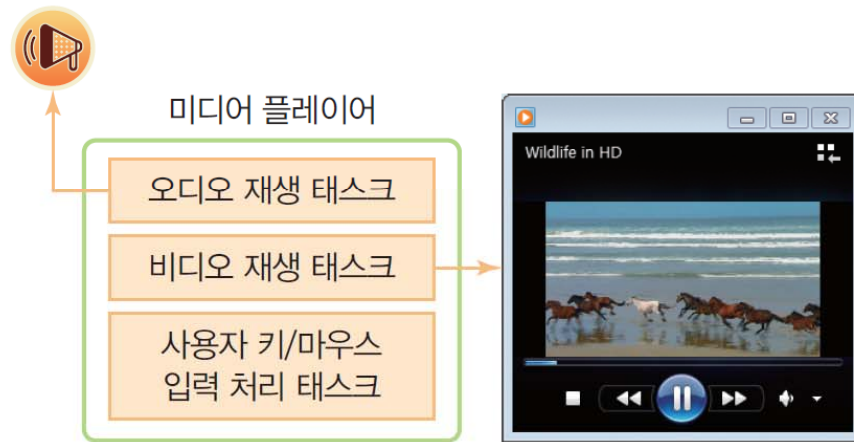 미디어 플레이어
오디오 재생 태스크
비디오 재생 태스크
사용자 키/마우스
입력 처리 태스크
Wildlife in HD